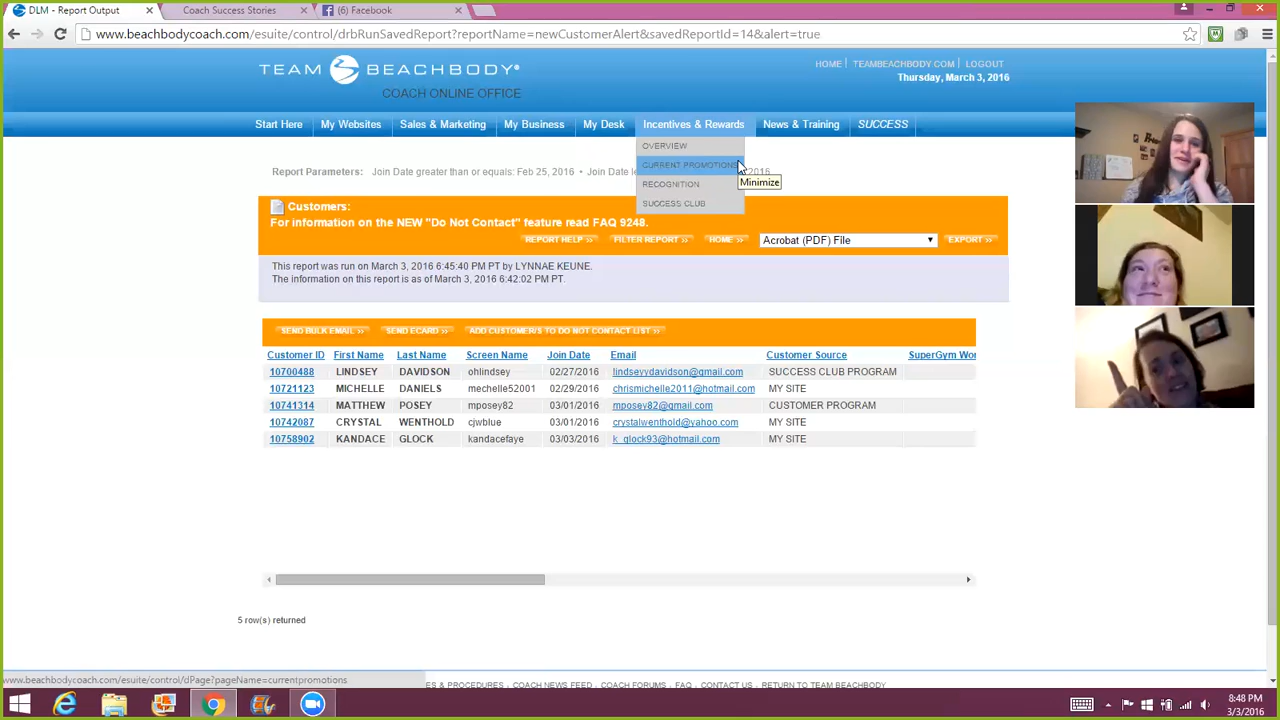 DLM - Report Output
Coach Success Stories
(6) Facebook
www.beachbodycoach.com/esuite/control/drbRunSavedReport?reportName=newCustomerAlert&savedReportId=14&alert=true
TEAM BEACHBODY®
COACH ONLINE OFFICE
HOME | TEAMBEACHBODY.COM | LOGOUT
Thursday, March 3, 2016
Start Here My Websites Sales & Marketing My Business My Desk Incentives & Rewards News & Training SUCCESS
OVERVIEW
CURRENT PROMOTIONS
RECOGNITION
SUCCESS CLUB
Minimize
Report Parameters: Join Date greater than or equals: Feb 25, 2016 • Join Date le 2016
Customers:
For information on the NEW "Do Not Contact" feature read FAQ 9248.
REPORT HELP >> FILTER REPORT >> HOME >> Acrobat (PDF) File EXPORT >>
This report was run on March 3, 2016 6:45:40 PM PT by LYNNAE KEUNE.
The information on this report is as of March 3, 2016 6:42:02 PM PT.
SEND BULK EMAIL >> SEND ECARD >> ADD CUSTOMER/S TO DO NOT CONTACT LIST >>
Customer ID First Name Last Name Screen Name Join Date Email Customer Source SuperGym Wor
10700488 LINDSEY DAVIDSON ohlindsey 02/27/2016 lindseyydavidson@gmail.com SUCCESS CLUB PROGRAM
10721123 MICHELLE DANIELS mechelle52001 02/29/2016 chrismichelle2011@hotmail.com MY SITE
10741314 MATTHEW POSEY mposey82 03/01/2016 mposey82@gmail.com CUSTOMER PROGRAM
10742087 CRYSTAL WENTHOLD cjwblue 03/01/2016 crystalwenthold@yahoo.com MY SITE
10758902 KANDACE GLOCK kandacefaye 03/03/2016 k_glock93@hotmail.com MY SITE
5 row(s) returned
www.beachbodycoach.com/esuite/control/dPage?pageName=currentpromotions
ES & PROCEDURES | COACH NEWS FEED | COACH FORUMS | FAQ | CONTACT US | RETURN TO TEAM BEACHBODY
8:48 PM
3/3/2016